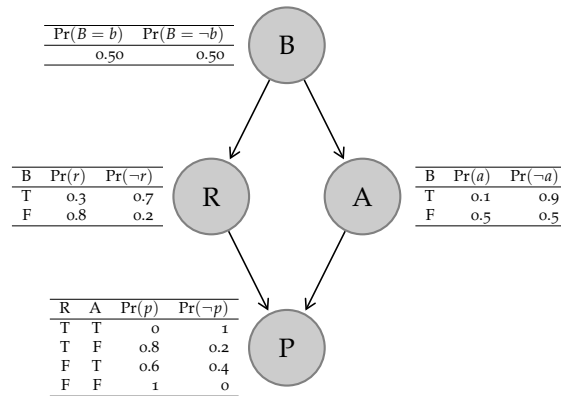 Pr(B = b) Pr(B = ¬b)
0.50 0.50
B
B Pr(r) Pr(¬r)
T 0.3 0.7
F 0.8 0.2
R
A
B Pr(a) Pr(¬a)
T 0.1 0.9
F 0.5 0.5
R A Pr(p) Pr(¬p)
T T 0 1
T F 0.8 0.2
F T 0.6 0.4
F F 1 0
P